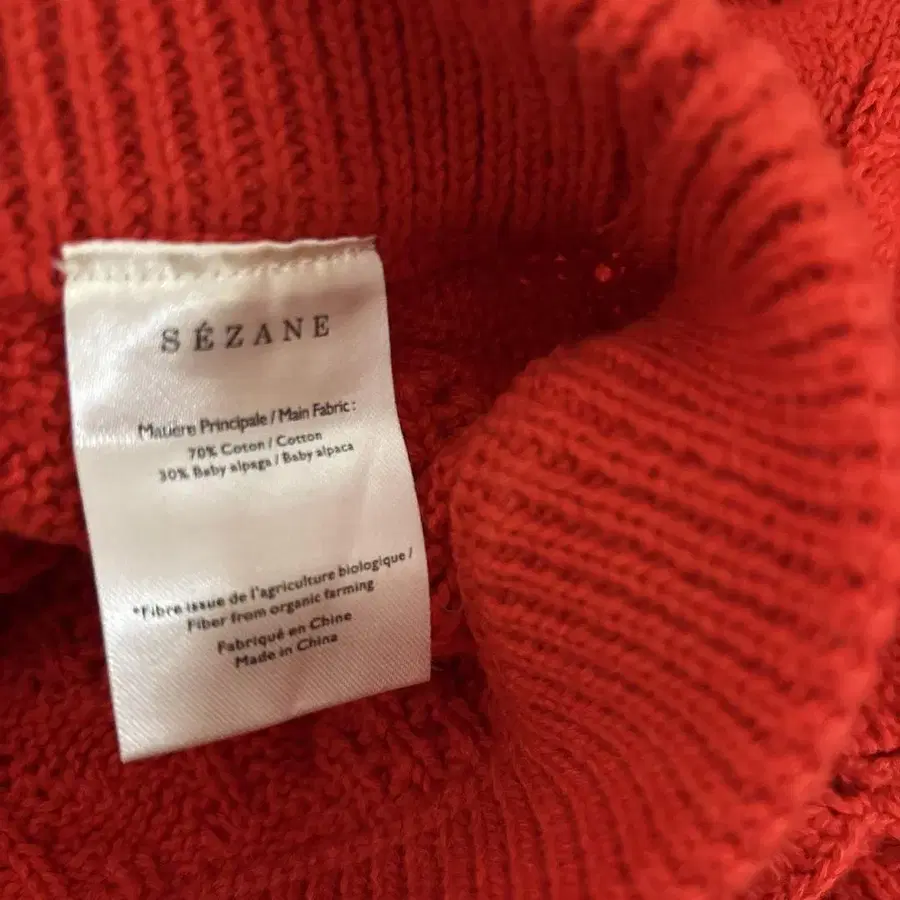 SÉZANE
Matière Principale / Main Fabric :
70% Coton / Cotton
30% Baby alpaga / Baby alpaca
*Fibre issue de l'agriculture biologique /
Fiber from organic farming
Fabriqué en Chine
Made in China